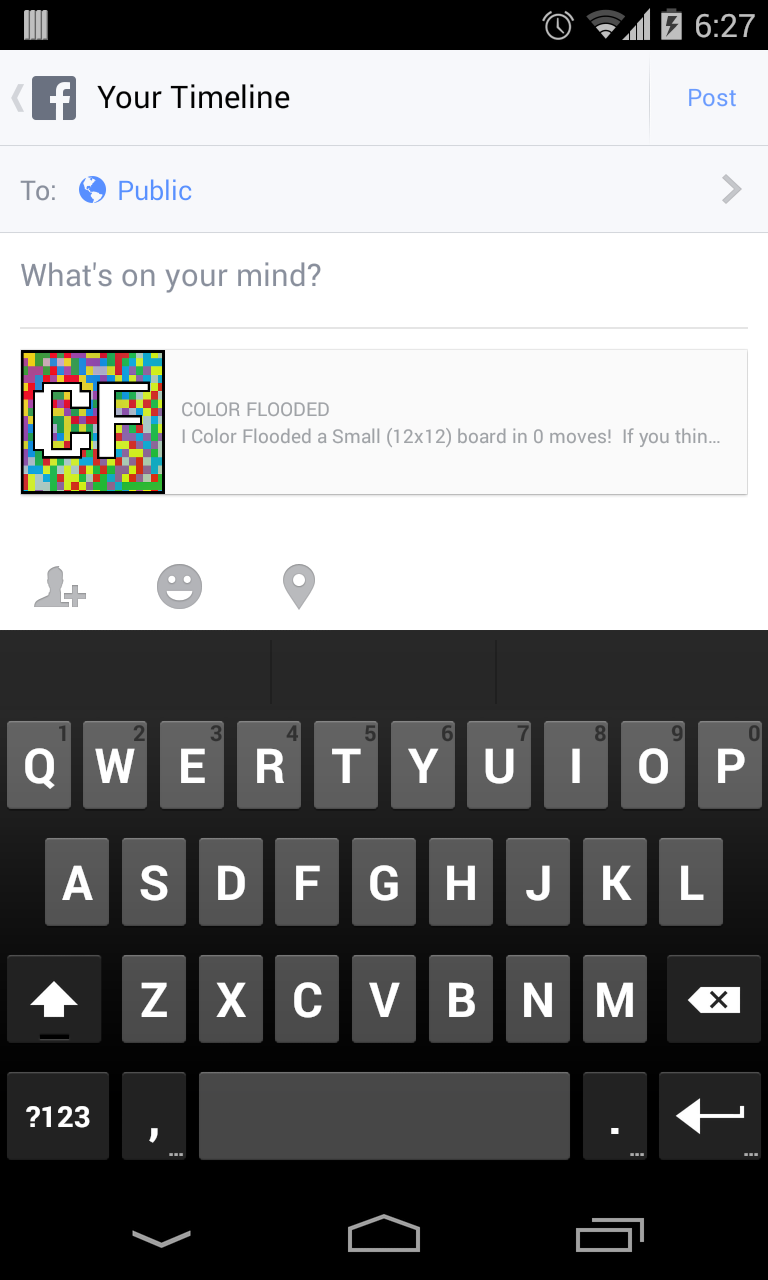 6:27
Your Timeline
Post
To: Public
What's on your mind?
CF
COLOR FLOODED
I Color Flooded a Small (12x12) board in 0 moves! If you thin...
1 2 3 4 5 6 7 8 9 0
Q W E R T Y U I O P
A S D F G H J K L
Z X C V B N M
?123 , .